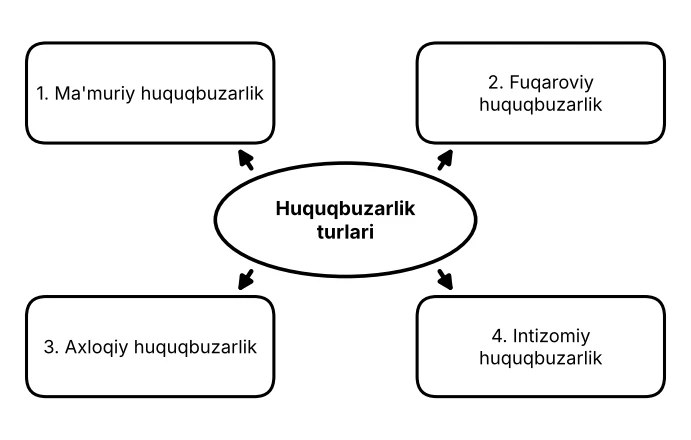 1. Ma'muriy huquqbuzarlik
2. Fuqaroviy
huquqbuzarlik
Huquqbuzarlik
turlari
3. Axloqiy huquqbuzarlik
4. Intizomiy
huquqbuzarlik